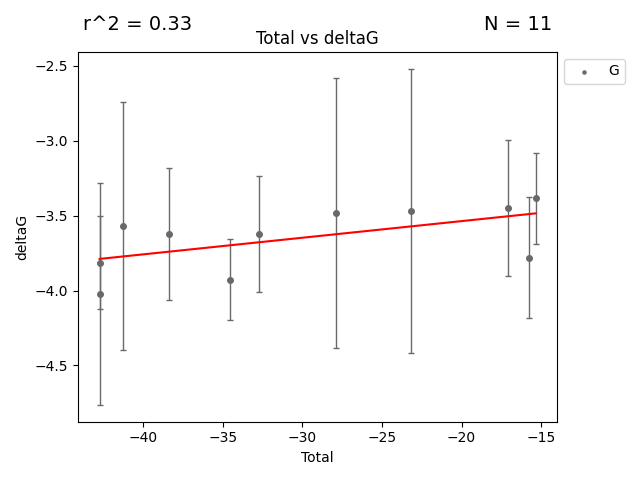 r^2 = 0.33
N = 11
Total vs deltaG
G
−2.5
−3.0
−3.5
−4.0
−4.5
deltaG
−40
−35
−30
−25
−20
−15
Total